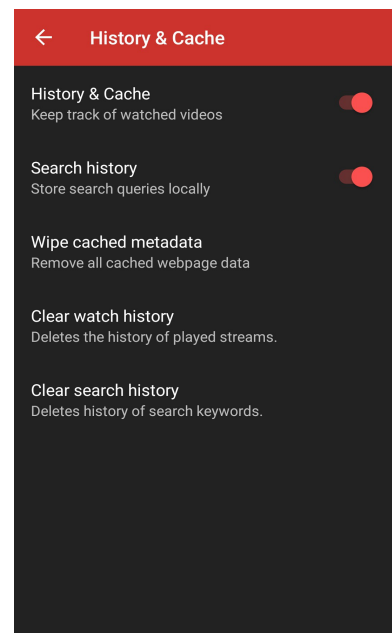 History & Cache
History & Cache
Keep track of watched videos
Search history
Store search queries locally
Wipe cached metadata
Remove all cached webpage data
Clear watch history
Deletes the history of played streams.
Clear search history
Deletes history of search keywords.